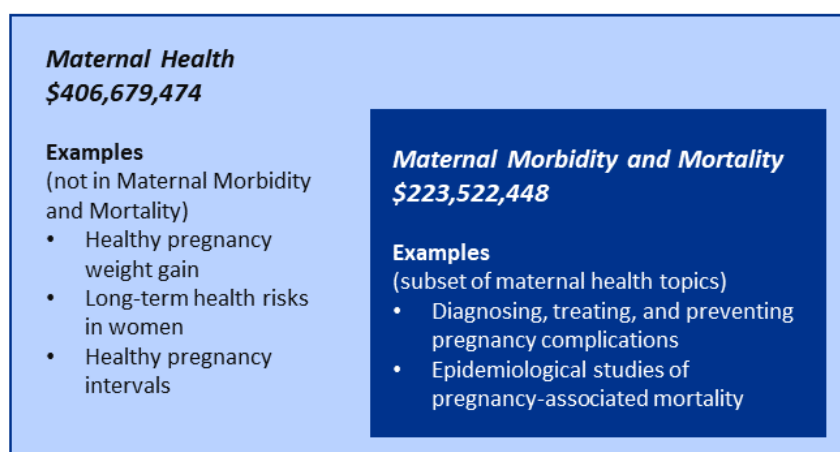 Maternal Health
$406,679,474
Examples
(not in Maternal Morbidity
and Mortality)
• Healthy pregnancy
weight gain
• Long-term health risks
in women
• Healthy pregnancy
intervals
Maternal Morbidity and Mortality
$223,522,448
Examples
(subset of maternal health topics)
• Diagnosing, treating, and preventing
pregnancy complications
• Epidemiological studies of
pregnancy-associated mortality